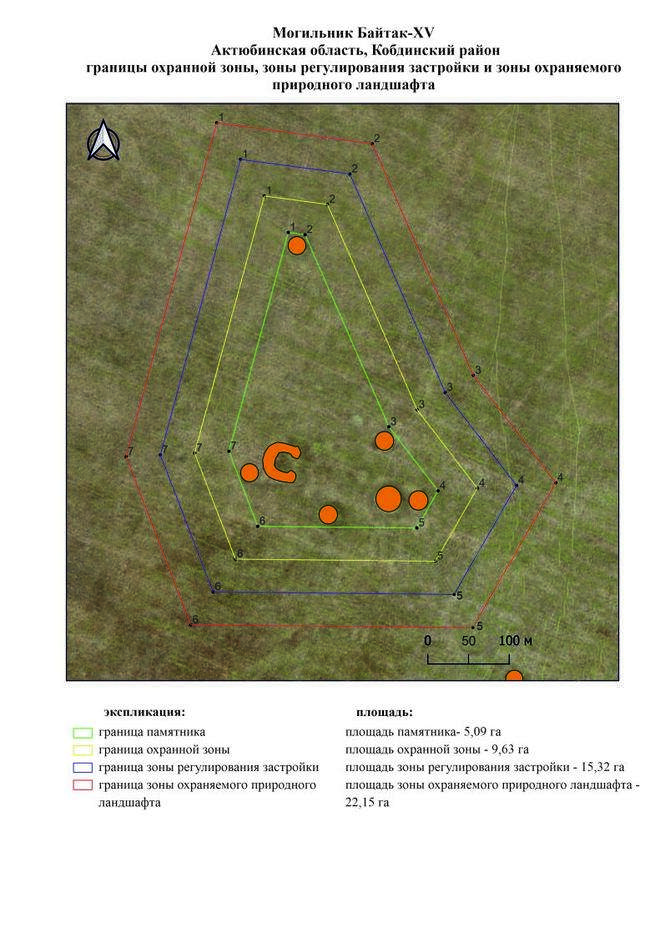 Могильник Байтак-XV
Актюбинская область, Кобдинский район
границы охранной зоны, зоны регулирования застройки и зоны охраняемого
природного ландшафта
1
2
1
2
1
2
1 2
3
3
3
3
7 7 7 7
4 4 4 4
6 5
6 5
6 5
6 5
0 50 100 м
экспликация: площадь:
граница памятника площадь памятника- 5,09 га
граница охранной зоны площадь охранной зоны - 9,63 га
граница зоны регулирования застройки площадь зоны регулирования застройки - 15,32 га
граница зоны охраняемого природного площадь зоны охраняемого природного ландшафта -
ландшафта 22,15 га